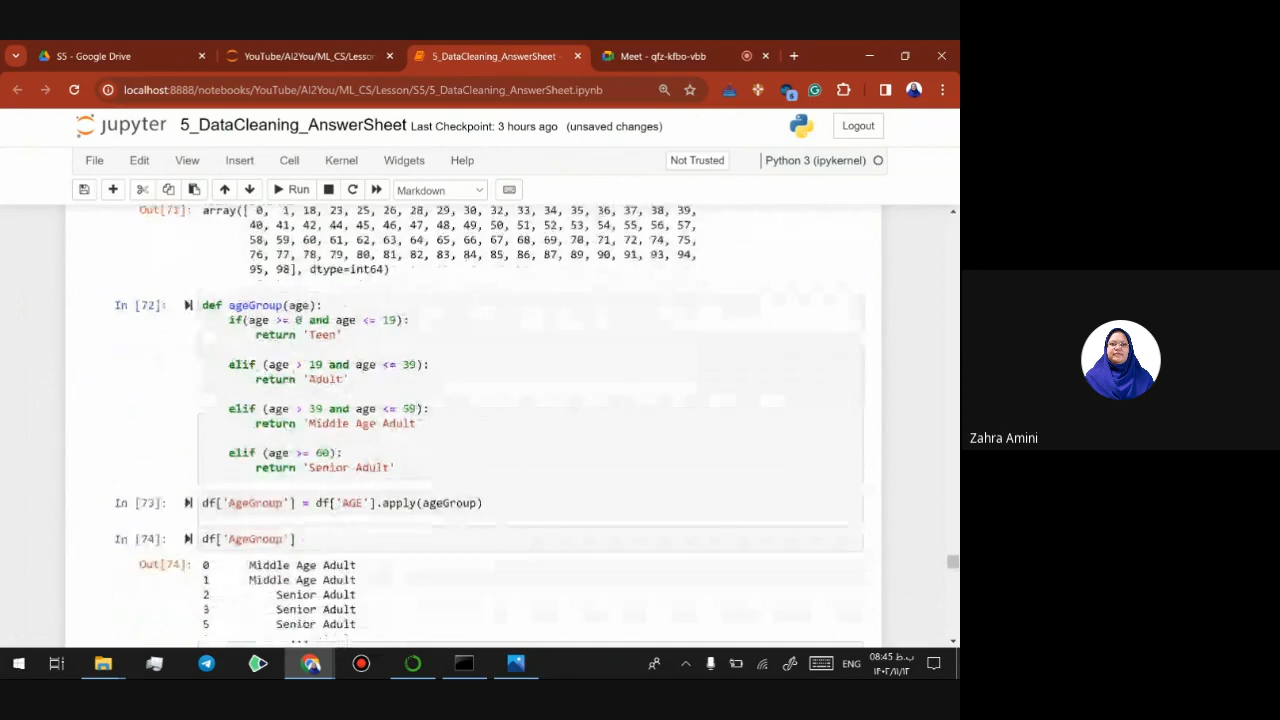 S5 - Google Drive
YouTube/AI2You/ML_CS/Lesson
5_DataCleaning_AnswerSheet -
Meet - qfz-kfbo-vbb
localhost:8888/notebooks/YouTube/AI2You/ML_CS/Lesson/S5/5_DataCleaning_AnswerSheet.ipynb
6
jupyter 5_DataCleaning_AnswerSheet Last Checkpoint: 3 hours ago (unsaved changes)
Logout
File Edit View Insert Cell Kernel Widgets Help
Not Trusted
Python 3 (ipykernel)
Run
Markdown
Out[71]: array([ 0, 1, 18, 23, 25, 26, 28, 29, 30, 32, 33, 34, 35, 36, 37, 38, 39,
40, 41, 42, 44, 45, 46, 47, 48, 49, 50, 51, 52, 53, 54, 55, 56, 57,
58, 59, 60, 61, 62, 63, 64, 65, 66, 67, 68, 69, 70, 71, 72, 74, 75,
76, 77, 78, 79, 80, 81, 82, 83, 84, 85, 86, 87, 89, 90, 91, 93, 94,
95, 98], dtype=int64)
In [72]: def ageGroup(age):
if(age >= 0 and age <= 19):
return 'Teen'
elif (age > 19 and age <= 39):
return 'Adult'
elif (age > 39 and age <= 59):
return 'Middle Age Adult'
elif (age >= 60):
return 'Senior Adult'
In [73]: df['AgeGroup'] = df['AGE'].apply(ageGroup)
In [74]: df['AgeGroup']
Out[74]: 0 Middle Age Adult
1 Middle Age Adult
2 Senior Adult
3 Senior Adult
5 Senior Adult
Zahra Amini
ENG
08:45 ب.ظ
۱۴۰۲/۱۱/۱۲